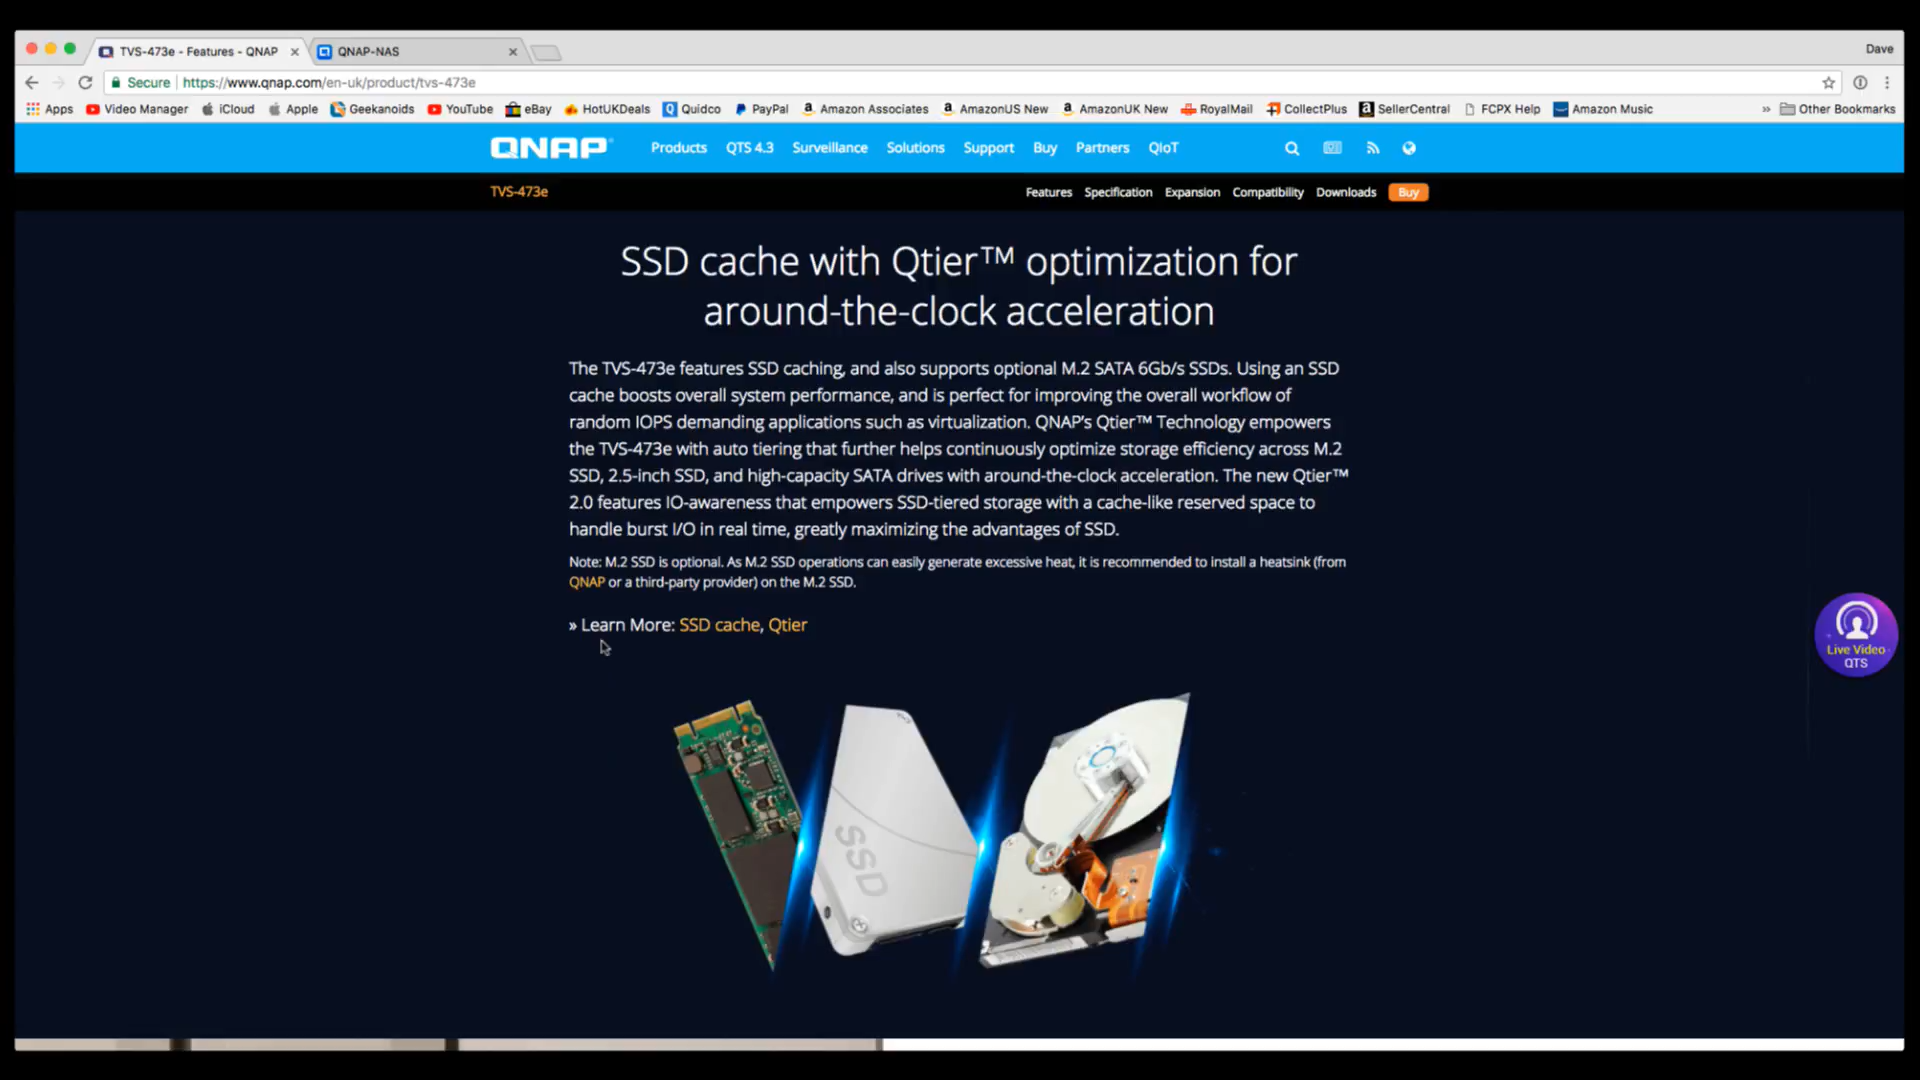 TVS-473e - Features - QNAP
QNAP-NAS
Dave
Secure https://www.qnap.com/en-uk/product/tvs-473e
Apps Video Manager iCloud Apple Geekanoids YouTube eBay HotUKDeals Quidco PayPal Amazon Associates AmazonUS New AmazonUK New RoyalMail CollectPlus SellerCentral FCPX Help Amazon Music » Other Bookmarks
QNAP Products QTS 4.3 Surveillance Solutions Support Buy Partners QIoT
TVS-473e Features Specification Expansion Compatibility Downloads Buy
SSD cache with Qtier™ optimization for
around-the-clock acceleration
The TVS-473e features SSD caching, and also supports optional M.2 SATA 6Gb/s SSDs. Using an SSD
cache boosts overall system performance, and is perfect for improving the overall workflow of
random IOPS demanding applications such as virtualization. QNAP's Qtier™ Technology empowers
the TVS-473e with auto tiering that further helps continuously optimize storage efficiency across M.2
SSD, 2.5-inch SSD, and high-capacity SATA drives with around-the-clock acceleration. The new Qtier™
2.0 features IO-awareness that empowers SSD-tiered storage with a cache-like reserved space to
handle burst I/O in real time, greatly maximizing the advantages of SSD.
Note: M.2 SSD is optional. As M.2 SSD operations can easily generate excessive heat, it is recommended to install a heatsink (from
QNAP or a third-party provider) on the M.2 SSD.
» Learn More: SSD cache, Qtier
Live Video
QTS
SSD